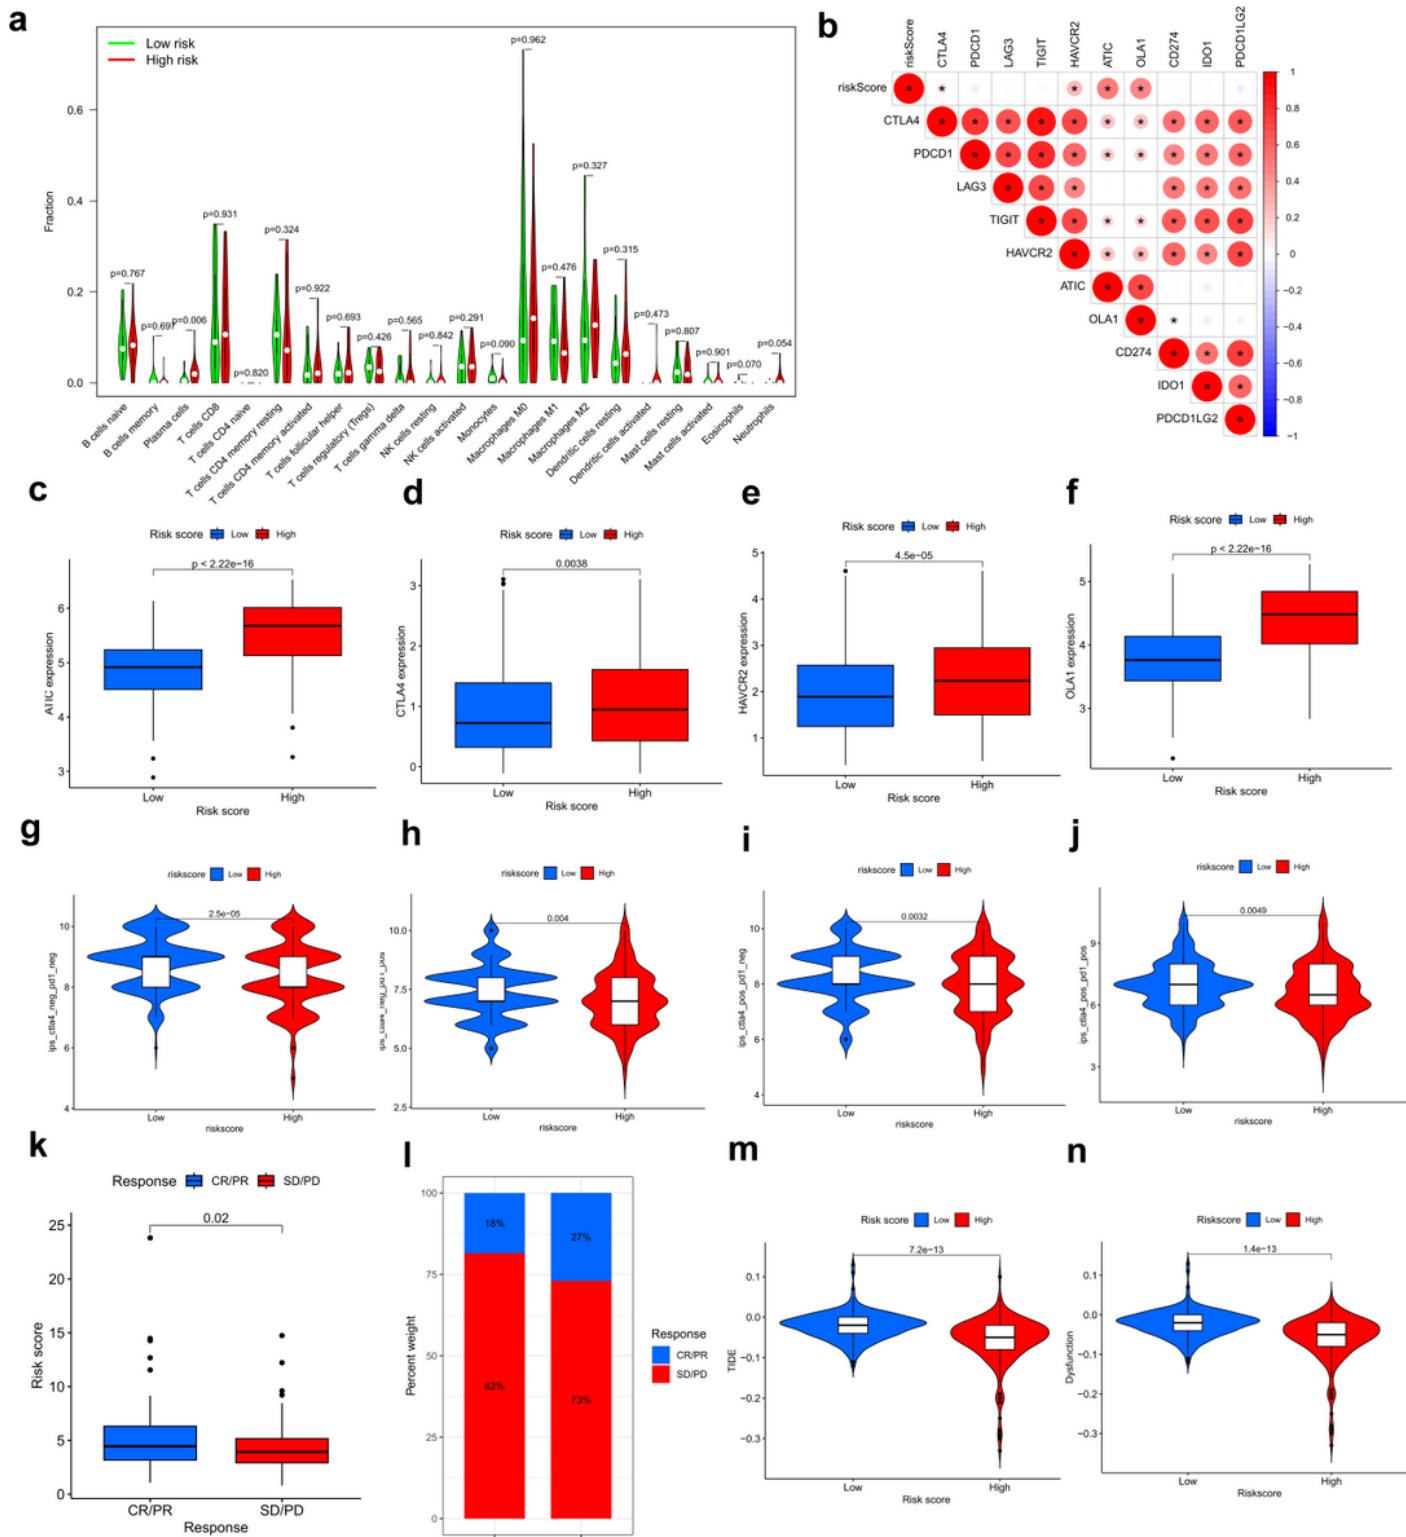 a
Low risk
High risk
Fraction
0.6
0.4
0.2
0.0
p=0.767
p=0.697
p=0.006
p=0.931
p=0.820
p=0.324
p=0.922
p=0.693
p=0.426
p=0.565
p=0.842
p=0.291
p=0.090
p=0.962
p=0.476
p=0.327
p=0.315
p=0.473
p=0.807
p=0.901
p=0.070
p=0.054
B cells naive
B cells memory
Plasma cells
T cells CD8
T cells CD4 naive
T cells CD4 memory resting
T cells CD4 memory activated
T cells follicular helper
T cells regulatory (Tregs)
T cells gamma delta
NK cells resting
NK cells activated
Monocytes
Macrophages M0
Macrophages M1
Macrophages M2
Dendritic cells resting
Dendritic cells activated
Mast cells resting
Mast cells activated
Eosinophils
Neutrophils
b
riskScore
CTLA4
PDCD1
LAG3
TIGIT
HAVCR2
ATIC
OLA1
CD274
IDO1
PDCD1LG2
riskScore
CTLA4
PDCD1
LAG3
TIGIT
HAVCR2
ATIC
OLA1
CD274
IDO1
PDCD1LG2
1
0.8
0.6
0.4
0.2
0
−0.2
−0.4
−0.6
−0.8
−1
c
Risk score Low High
p < 2.22e−16
ATIC expression
6
5
4
3
Low High
Risk score
d
Risk score Low High
0.0038
CTLA4 expression
3
2
1
0
Low High
Risk score
e
Risk score Low High
4.5e−05
HAVCR2 expression
5
4
3
2
1
Low High
Risk score
f
Risk score Low High
p < 2.22e−16
OLA1 expression
5
4
3
Low High
Risk score
g
riskscore Low High
2.5e−05
ips_ctla4_neg_pd1_neg
10
8
6
4
Low High
riskscore
h
riskscore Low High
0.004
ips_ctla4_neg_pd1_pos
10.0
7.5
5.0
2.5
Low High
riskscore
i
riskscore Low High
0.0032
ips_ctla4_pos_pd1_neg
10
8
6
4
Low High
riskscore
j
riskscore Low High
0.0049
ips_ctla4_pos_pd1_pos
9
6
3
Low High
riskscore
k
Response CR/PR SD/PD
0.02
Risk score
25
20
15
10
5
0
CR/PR SD/PD
Response
l
Percent weight
100
75
50
25
0
18%
27%
82%
73%
Response
CR/PR
SD/PD
m
Risk score Low High
7.2e−13
TIDE
0.1
−0.0
−0.1
−0.2
−0.3
Low High
Risk score
n
Riskscore Low High
1.4e−13
Dysfunction
0.1
0.0
−0.1
−0.2
−0.3
Low High
Riskscore